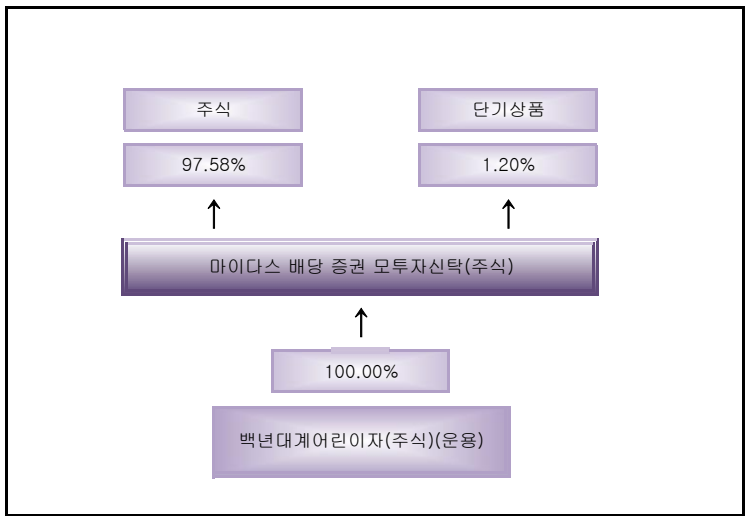 주식
단기상품
97.58%
1.20%
마이다스 배당 증권 모투자신탁(주식)
100.00%
백년대계어린이자(주식)(운용)